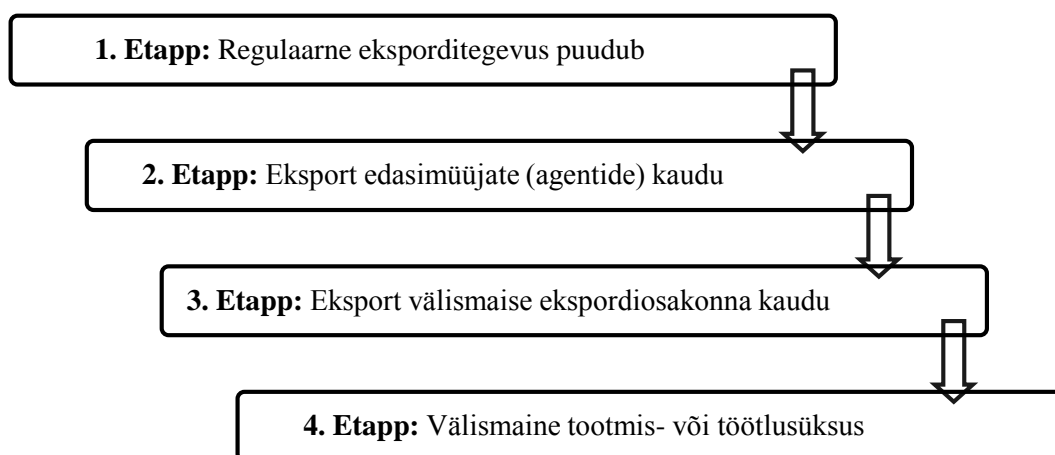 1. Etapp: Regulaarne eksporditegevus puudub
2. Etapp: Eksport edasimüüjate (agentide) kaudu
3. Etapp: Eksport välismaise ekspordiosakonna kaudu
4. Etapp: Välismaine tootmis- või töötlusüksus